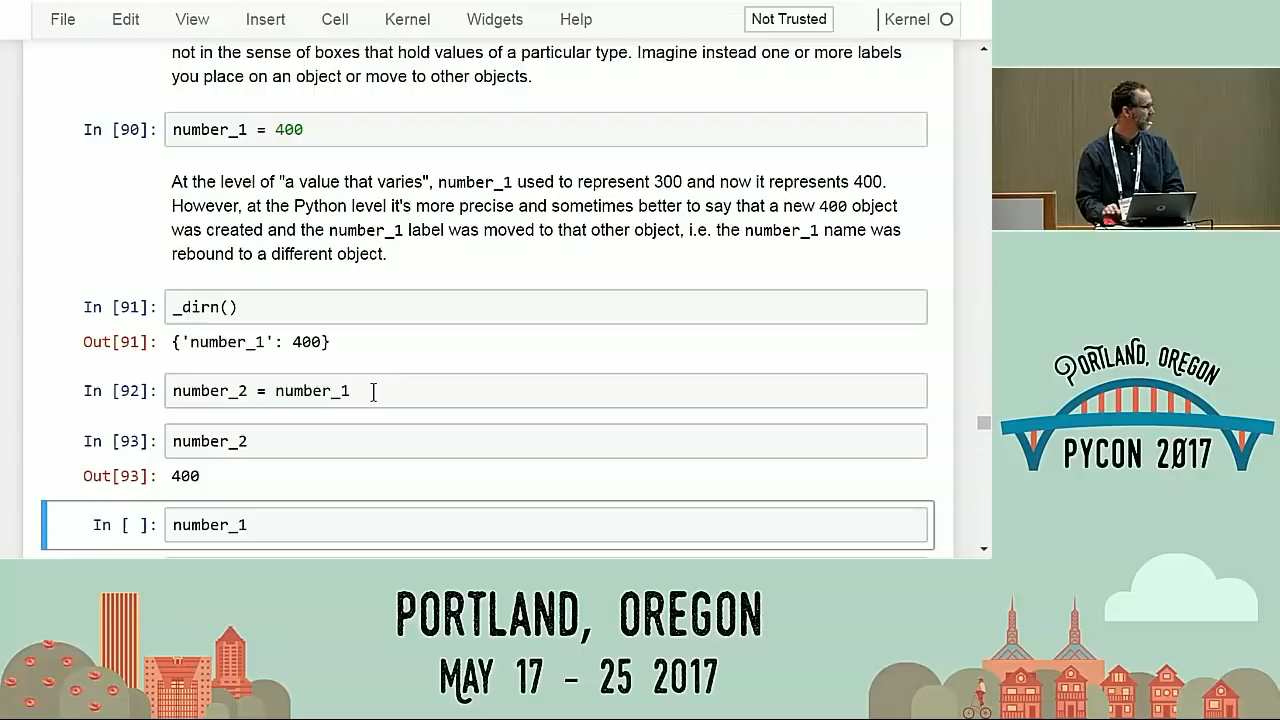 File Edit View Insert Cell Kernel Widgets Help Not Trusted Kernel
not in the sense of boxes that hold values of a particular type. Imagine instead one or more labels
you place on an object or move to other objects.
In [90]: number_1 = 400
At the level of "a value that varies", number_1 used to represent 300 and now it represents 400.
However, at the Python level it's more precise and sometimes better to say that a new 400 object
was created and the number_1 label was moved to that other object, i.e. the number_1 name was
rebound to a different object.
In [91]: _dirn()
Out[91]: {'number_1': 400}
In [92]: number_2 = number_1
In [93]: number_2
Out[93]: 400
In [ ]: number_1
PORTLAND, OREGON
PYCON 2017
PORTLAND, OREGON
MAY 17 - 25 2017